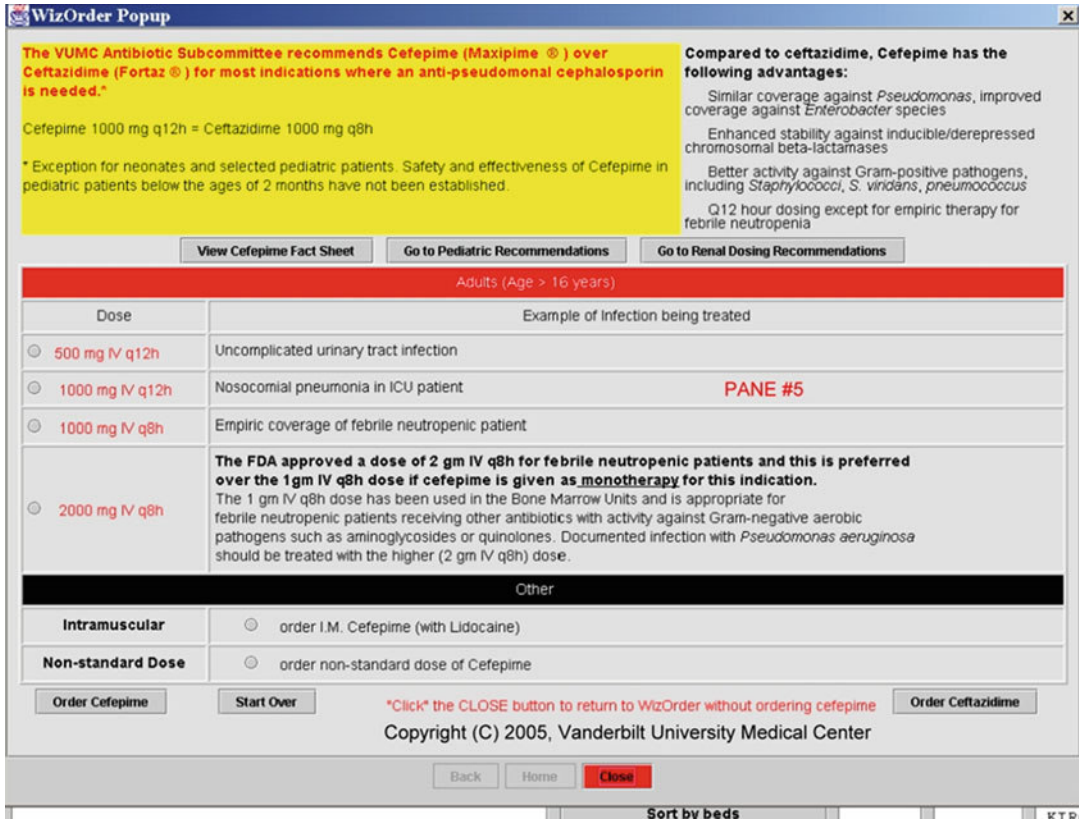 WizOrder Popup
The VUMC Antibiotic Subcommittee recommends Cefepime (Maxipime ® ) over
Ceftazidime (Fortaz ® ) for most indications where an anti-pseudomonal cephalosporin
is needed.*
Cefepime 1000 mg q12h = Ceftazidime 1000 mg q8h
* Exception for neonates and selected pediatric patients. Safety and effectiveness of Cefepime in
pediatric patients below the ages of 2 months have not been established.
Compared to ceftazidime, Cefepime has the
following advantages:
Similar coverage against Pseudomonas, improved
coverage against Enterobacter species
Enhanced stability against inducible/derepressed
chromosomal beta-lactamases
Better activity against Gram-positive pathogens,
including Staphylococci, S. viridans, pneumococcus
Q12 hour dosing except for empiric therapy for
febrile neutropenia
View Cefepime Fact Sheet Go to Pediatric Recommendations Go to Renal Dosing Recommendations
Adults (Age > 16 years)
Dose Example of Infection being treated
500 mg IV q12h Uncomplicated urinary tract infection
1000 mg IV q12h Nosocomial pneumonia in ICU patient PANE #5
1000 mg IV q8h Empiric coverage of febrile neutropenic patient
The FDA approved a dose of 2 gm IV q8h for febrile neutropenic patients and this is preferred
over the 1gm IV q8h dose if cefepime is given as monotherapy for this indication.
The 1 gm IV q8h dose has been used in the Bone Marrow Units and is appropriate for
2000 mg IV q8h febrile neutropenic patients receiving other antibiotics with activity against Gram-negative aerobic
pathogens such as aminoglycosides or quinolones. Documented infection with Pseudomonas aeruginosa
should be treated with the higher (2 gm IV q8h) dose.
Other
Intramuscular order I.M. Cefepime (with Lidocaine)
Non-standard Dose order non-standard dose of Cefepime
Order Cefepime Start Over *Click* the CLOSE button to return to WizOrder without ordering cefepime Order Ceftazidime
Copyright (C) 2005, Vanderbilt University Medical Center
Back Home Close
Sort by beds